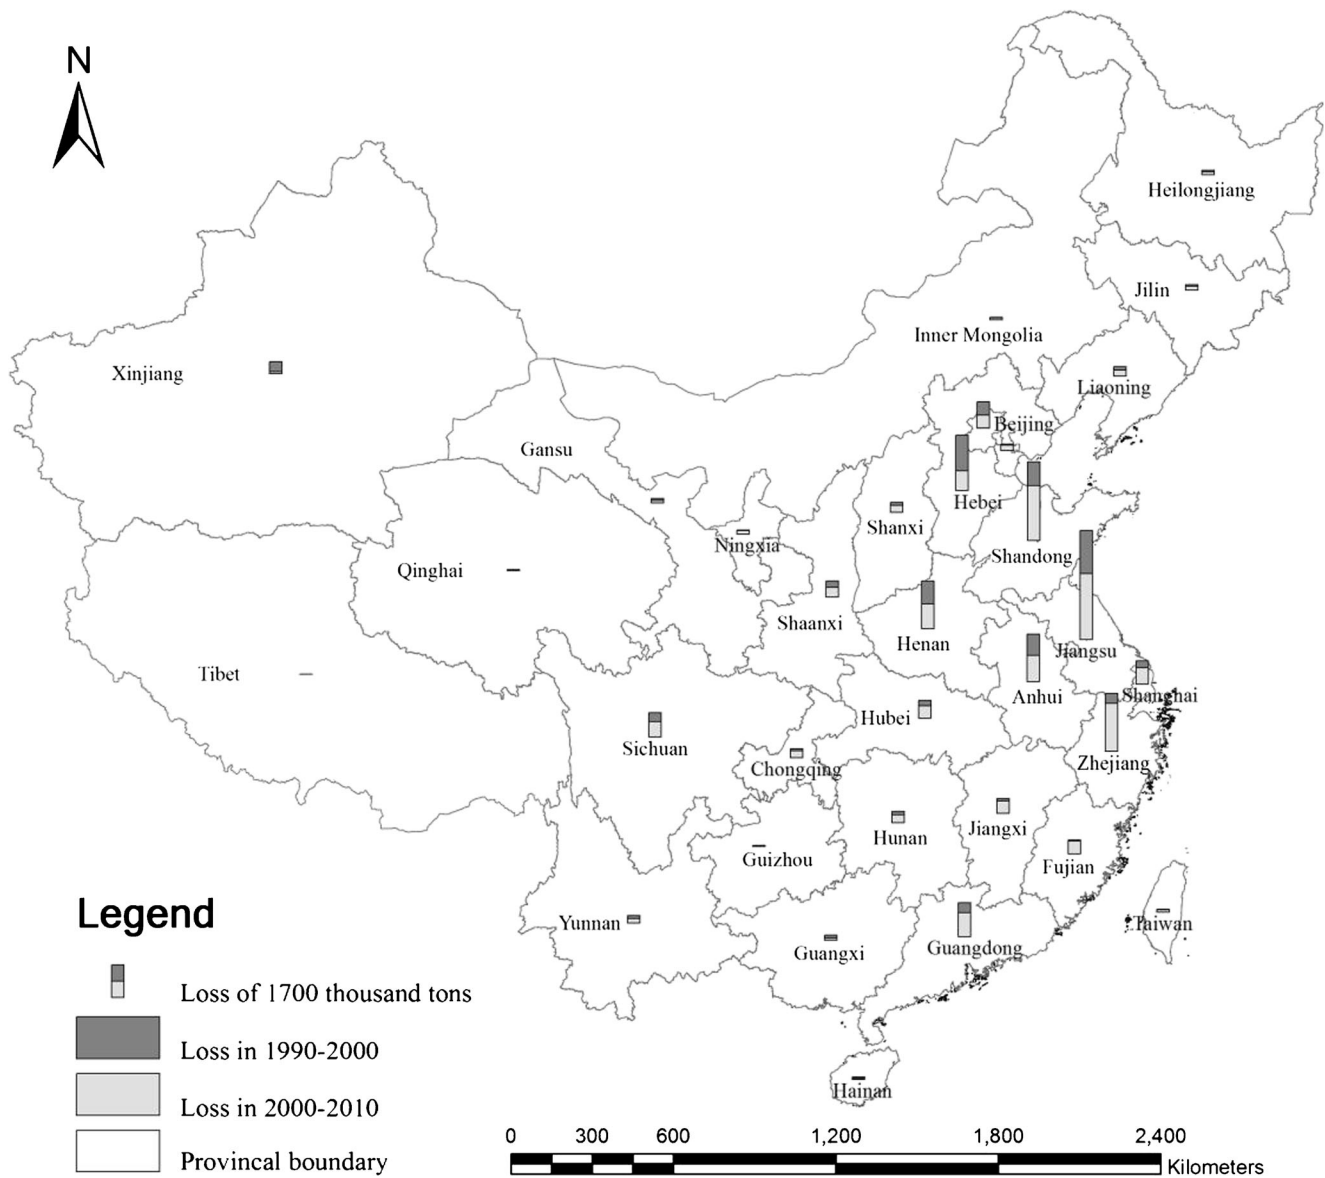 N
Heilongjiang
Jilin
Inner Mongolia
Xinjiang
Liaoning
Beijing
Gansu
Hebei
Shanxi
Ningxia
Shandong
Qinghai
Shaanxi
Henan
Jiangsu
Tibet
Anhui
Shanghai
Hubei
Sichuan
Zhejiang
Chongqing
Jiangxi
Hunan
Guizhou
Fujian
Yunnan
Taiwan
Guangdong
Guangxi
Hainan
Legend
Loss of 1700 thousand tons
Loss in 1990-2000
Loss in 2000-2010
Provincal boundary
0 300 600 1,200 1,800 2,400
Kilometers